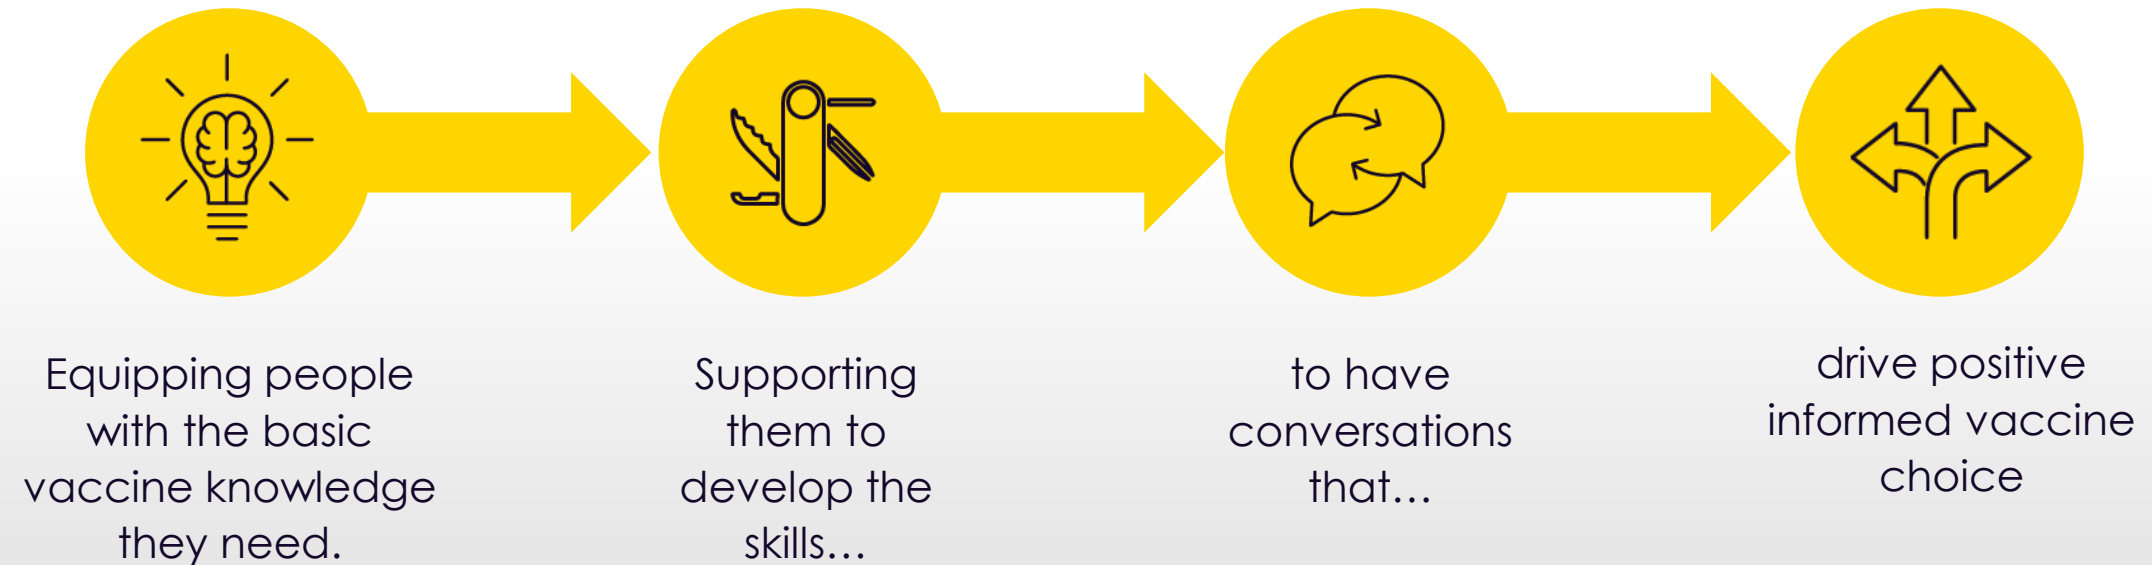 Equipping people
with the basic
vaccine knowledge
they need.
Supporting
them to
develop the
skills…
to have
conversations
that…
drive positive
informed vaccine
choice